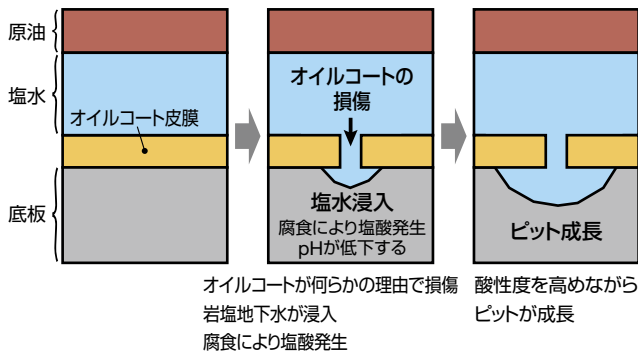 原油
塩水
オイルコート皮膜
底板
オイルコートの
損傷
塩水浸入
腐食により塩酸発生
pHが低下する
ピット成長
オイルコートが何らかの理由で損傷
岩塩地下水が浸入
腐食により塩酸発生
酸性度を高めながら
ピットが成長